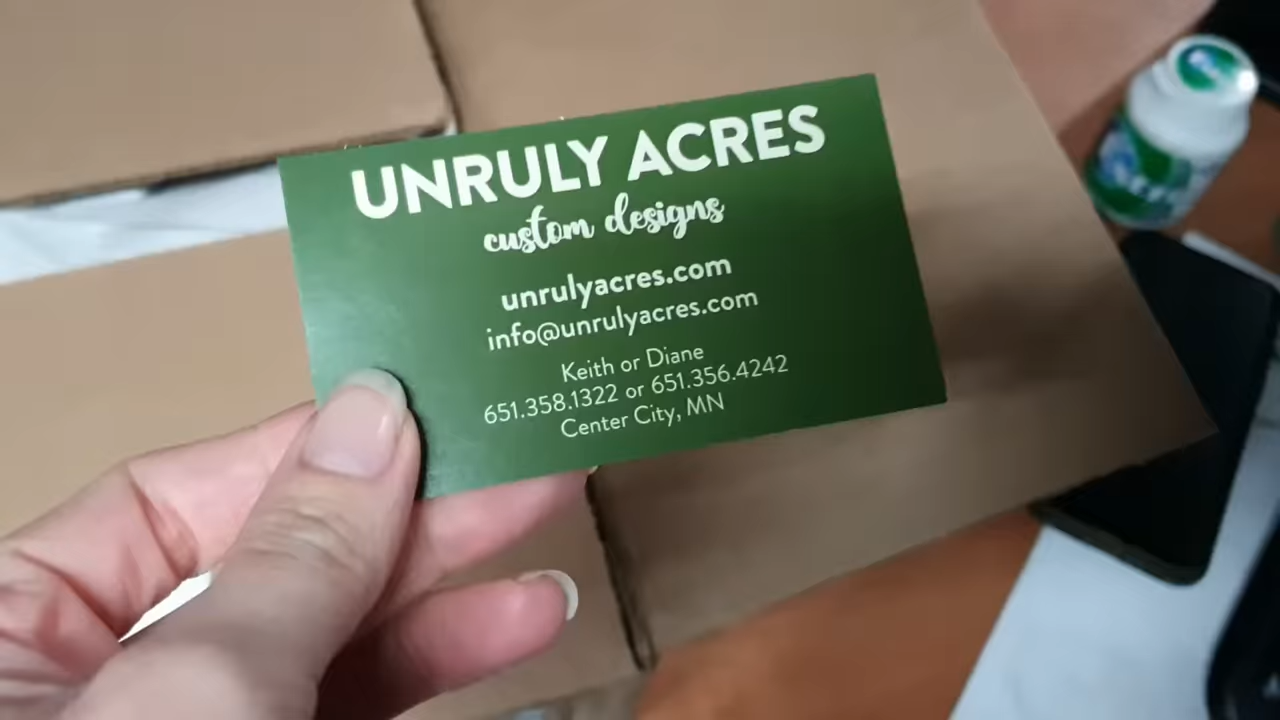 UNRULY ACRES
custom designs
unrulyacres.com
info@unrulyacres.com
Keith or Diane
651.358.1322 or 651.356.4242
Center City, MN